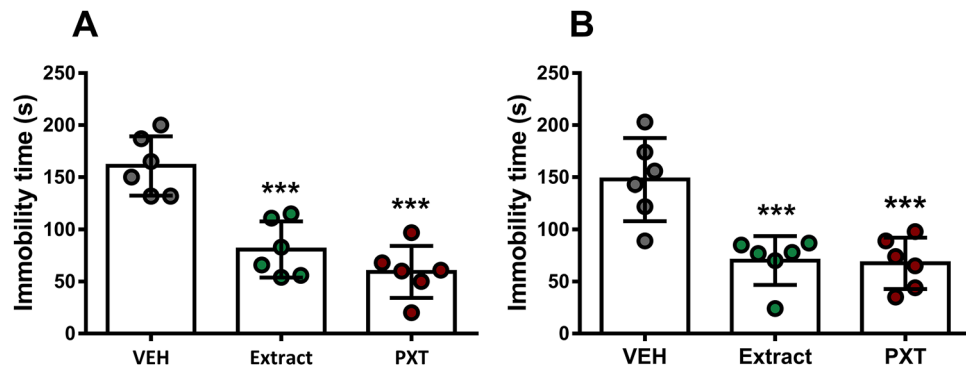 A
Immobility time (s)
250
200
150
100
50
0
***
***
VEH
Extract
PXT
B
Immobility time (s)
250
200
150
100
50
0
***
***
VEH
Extract
PXT